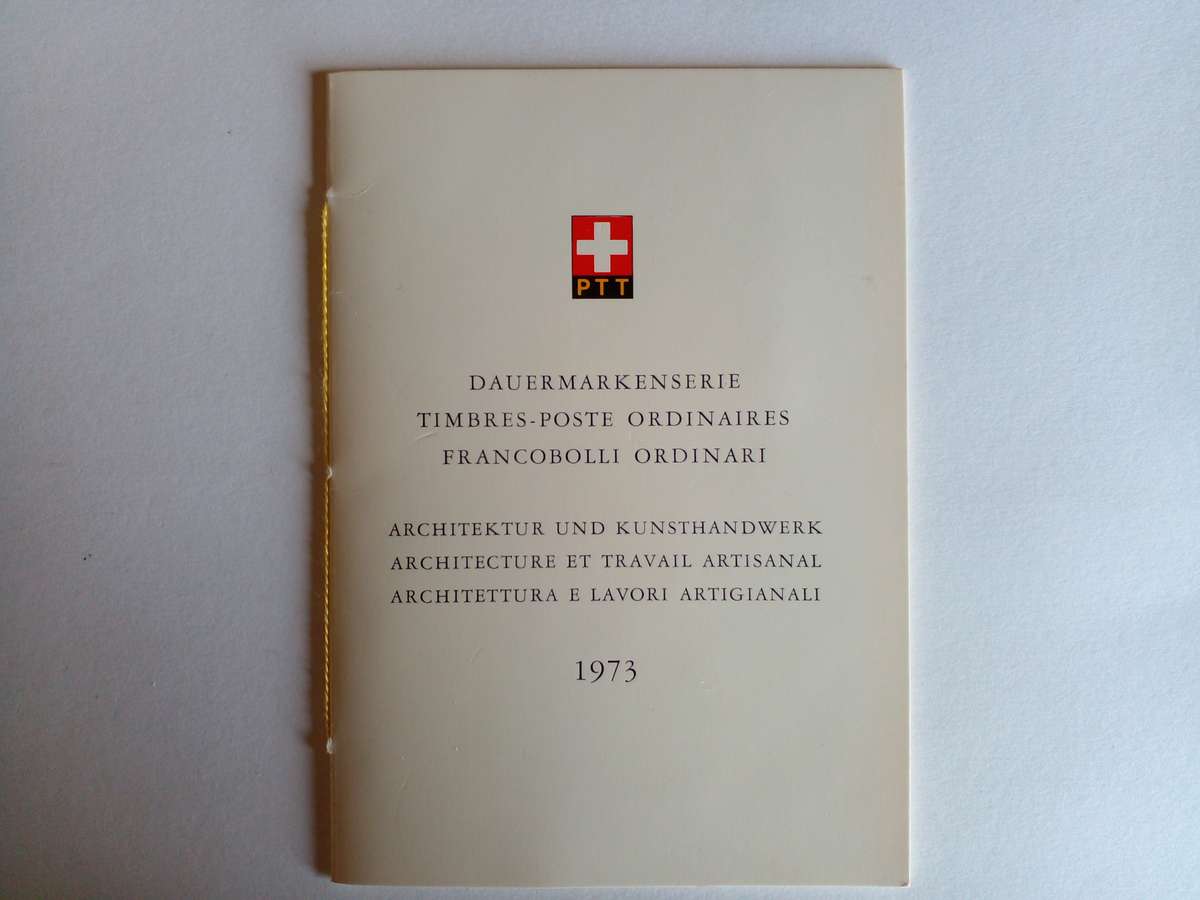 PTT
DAUERMARKENSERIE
TIMBRES-POSTE ORDINAIRES
FRANCOBOLLI ORDINARI
ARCHITEKTUR UND KUNSTHANDWERK
ARCHITECTURE ET TRAVAIL ARTISANAL
ARCHITETTURA E LAVORI ARTIGIANALI
1973